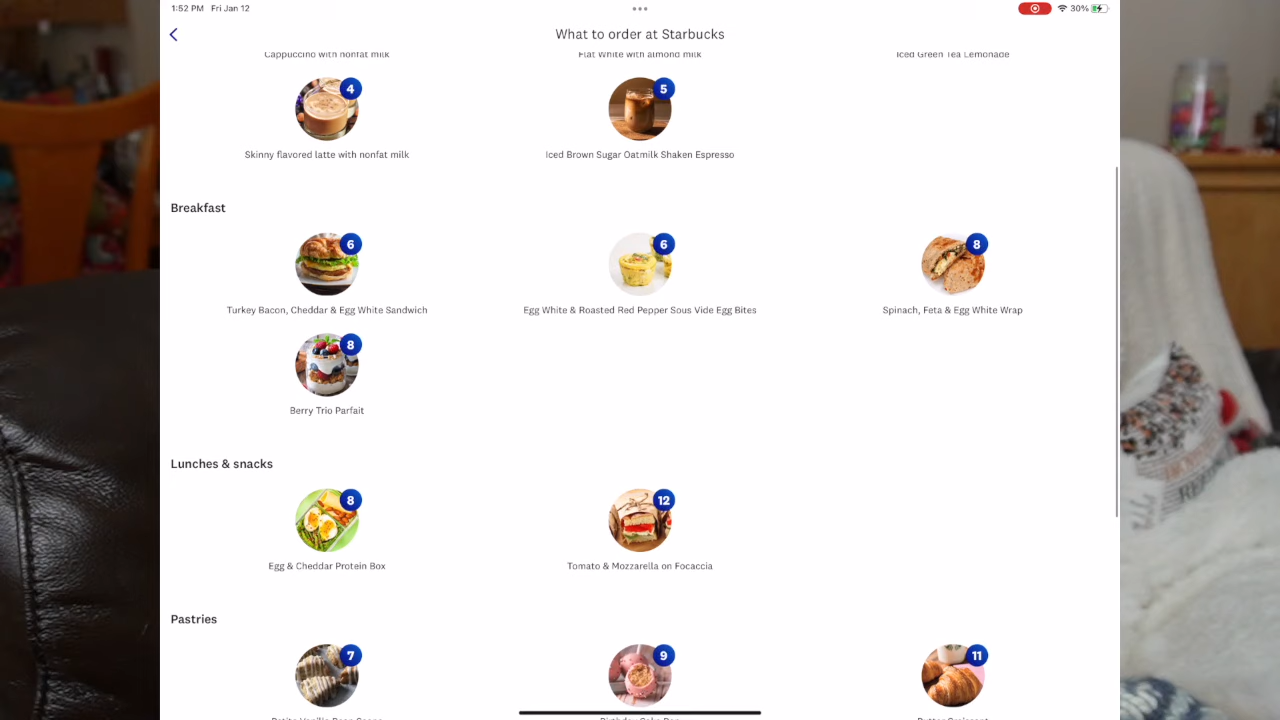 1:52 PM Fri Jan 12
30%
What to order at Starbucks
Cappuccino with nonfat milk
Flat White with almond milk
Iced Green Tea Lemonade
4
5
Skinny flavored latte with nonfat milk
Iced Brown Sugar Oatmilk Shaken Espresso
Breakfast
6
6
8
Turkey Bacon, Cheddar & Egg White Sandwich
Egg White & Roasted Red Pepper Sous Vide Egg Bites
Spinach, Feta & Egg White Wrap
8
Berry Trio Parfait
Lunches & snacks
8
12
Egg & Cheddar Protein Box
Tomato & Mozzarella on Focaccia
Pastries
7
9
11